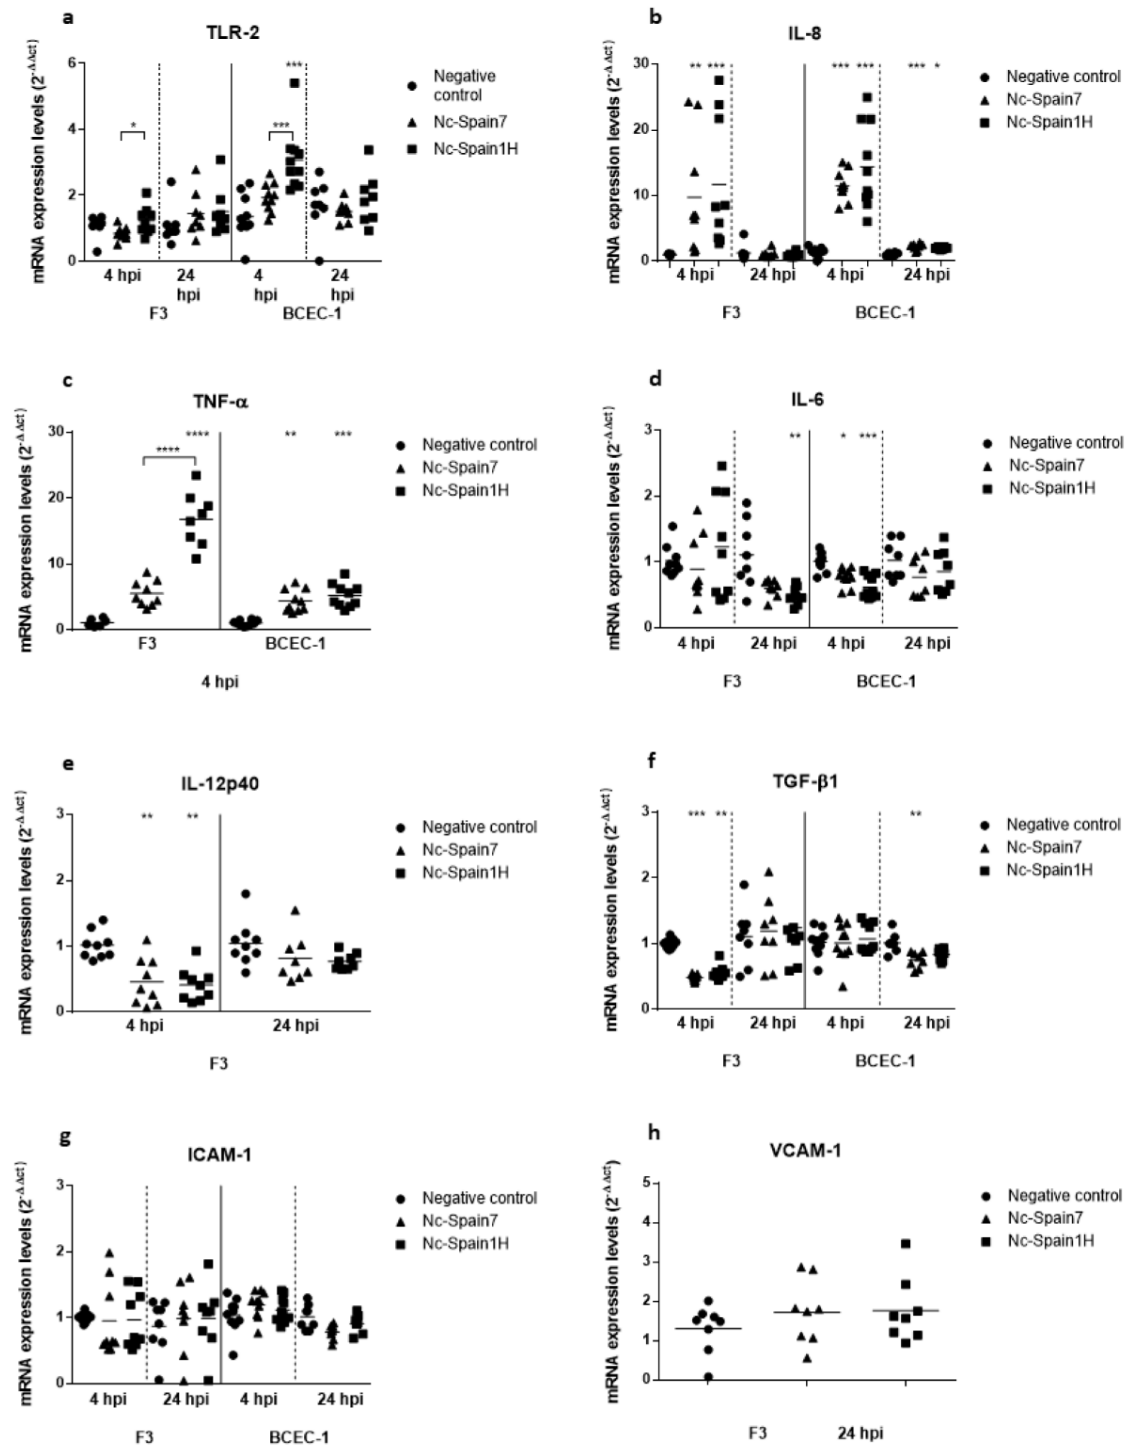 a
TLR-2
mRNA expression levels (2-ΔΔct)
6
4
2
0
*
***
***
4 hpi
24
hpi
4
hpi
24
hpi
F3
BCEC-1
Negative
control
Nc-Spain7
Nc-Spain1H
b
IL-8
mRNA expression levels (2-ΔΔct)
30
20
10
0
** ***
*** ***
*** *
4 hpi
24 hpi
4 hpi
24 hpi
F3
BCEC-1
Negative control
Nc-Spain7
Nc-Spain1H
c
TNF-α
mRNA expression levels (2-ΔΔct)
30
20
10
0
****
****
**
***
F3
BCEC-1
4 hpi
Negative control
Nc-Spain7
Nc-Spain1H
d
IL-6
mRNA expression levels (2-ΔΔct)
3
2
1
0
**
* ***
4 hpi
24 hpi
4 hpi
24 hpi
F3
BCEC-1
Negative control
Nc-Spain7
Nc-Spain1H
e
IL-12p40
mRNA expression levels (2-ΔΔct)
3
2
1
0
**
**
4 hpi
24 hpi
F3
Negative control
Nc-Spain7
Nc-Spain1H
f
TGF-β1
mRNA expression levels (2-ΔΔct)
3
2
1
0
*** **
**
4 hpi
24 hpi
4 hpi
24 hpi
F3
BCEC-1
Negative control
Nc-Spain7
Nc-Spain1H
g
ICAM-1
mRNA expression levels (2-ΔΔct)
3
2
1
0
4 hpi
24 hpi
4 hpi
24 hpi
F3
BCEC-1
Negative control
Nc-Spain7
Nc-Spain1H
h
VCAM-1
mRNA expression levels (2-ΔΔct)
5
4
3
2
1
0
F3
24 hpi
Negative control
Nc-Spain7
Nc-Spain1H